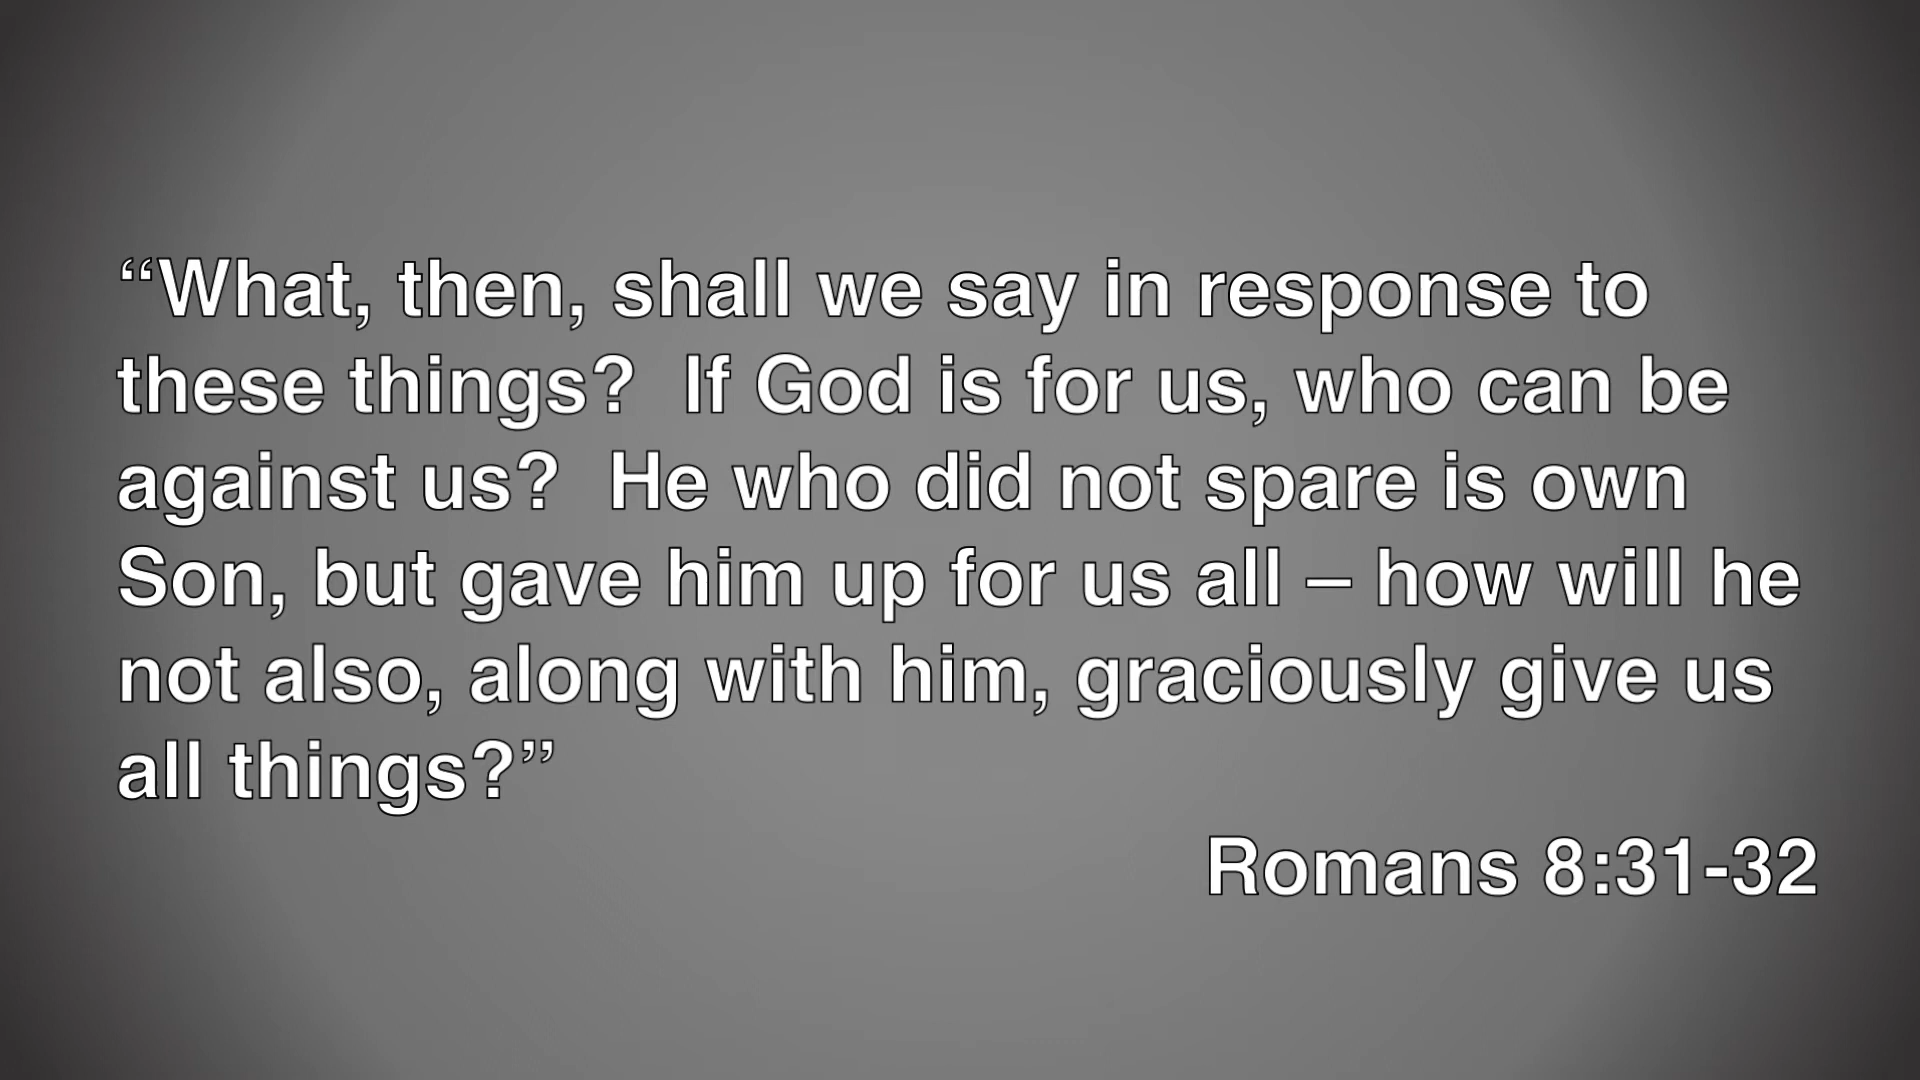 “What, then, shall we say in response to
these things?  If God is for us, who can be
against us?  He who did not spare is own
Son, but gave him up for us all – how will he
not also, along with him, graciously give us
all things?”
Romans 8:31-32